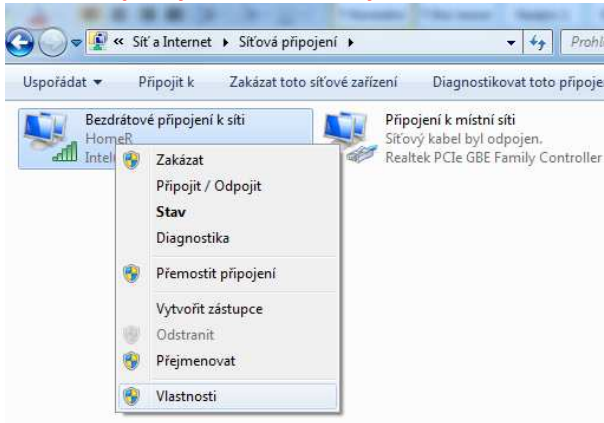 « Síť a Internet ▸ Síťová připojení ▸ Prohl
Uspořádat Připojit k Zakázat toto síťové zařízení Diagnostikovat toto připoje
Bezdrátové připojení k síti
HomeR
Intel
Připojení k místní síti
Síťový kabel byl odpojen.
Realtek PCIe GBE Family Controller
Zakázat
Připojit / Odpojit
Stav
Diagnostika
Přemostit připojení
Vytvořit zástupce
Odstranit
Přejmenovat
Vlastnosti